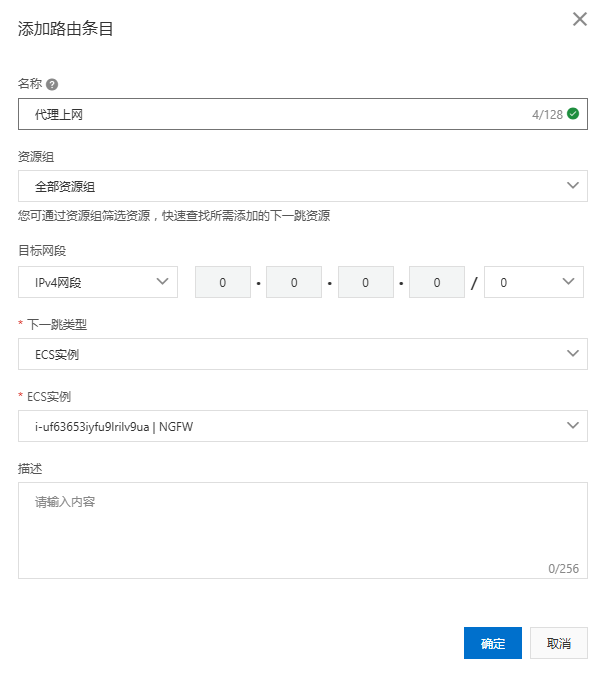 添加路由条目
名称
代理上网 4/128
资源组
全部资源组
您可通过资源组筛选资源，快速查找所需添加的下一跳资源
目标网段
IPv4网段 0 . 0 . 0 . 0 / 0
* 下一跳类型
ECS实例
* ECS实例
i-uf63653iyfu9lrilv9ua | NGFW
描述
请输入内容
0/256
确定 取消